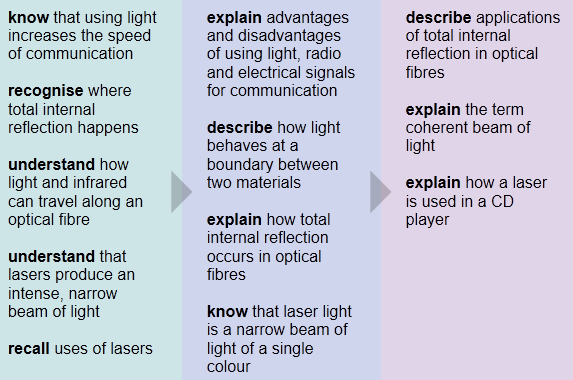 know that using light
increases the speed
of communication
recognise where
total internal
reflection happens
understand how
light and infrared
can travel along an
optical fibre
understand that
lasers produce an
intense, narrow
beam of light
recall uses of lasers
explain advantages
and disadvantages
of using light, radio
and electrical signals
for communication
describe how light
behaves at a
boundary between
two materials
explain how total
internal reflection
occurs in optical
fibres
know that laser light
is a narrow beam of
light of a single
colour
describe applications
of total internal
reflection in optical
fibres
explain the term
coherent beam of
light
explain how a laser
is used in a CD
player